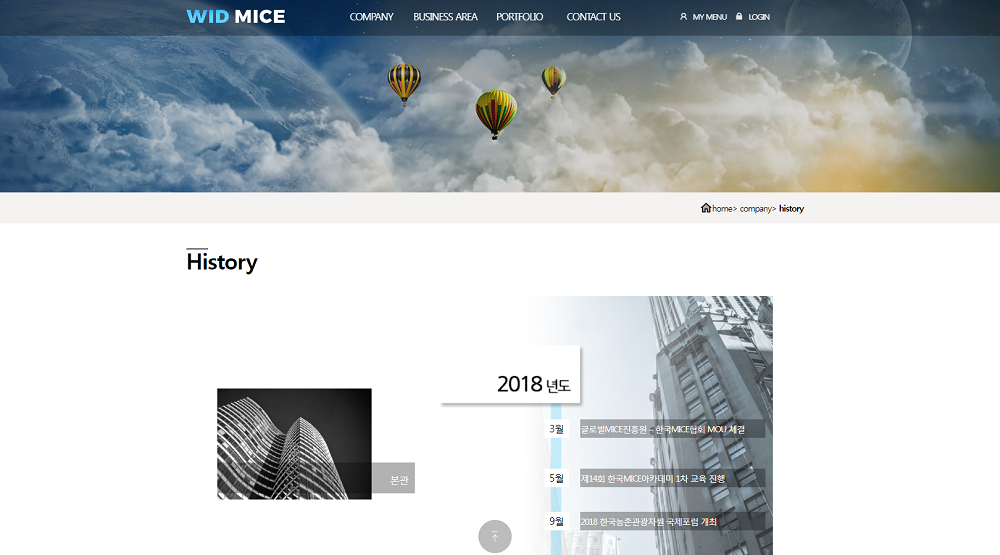 WID MICE
COMPANY BUSINESS AREA PORTFOLIO CONTACT US MY MENU LOGIN
home> company> history
History
2018 년도
3월 글로벌MICE진흥원 - 한국MICE협회 MOU 체결
본관
5월 제14회 한국MICE아카데미 1차 교육 진행
9월 2018 한국농촌관광자원 국제포럼 개최